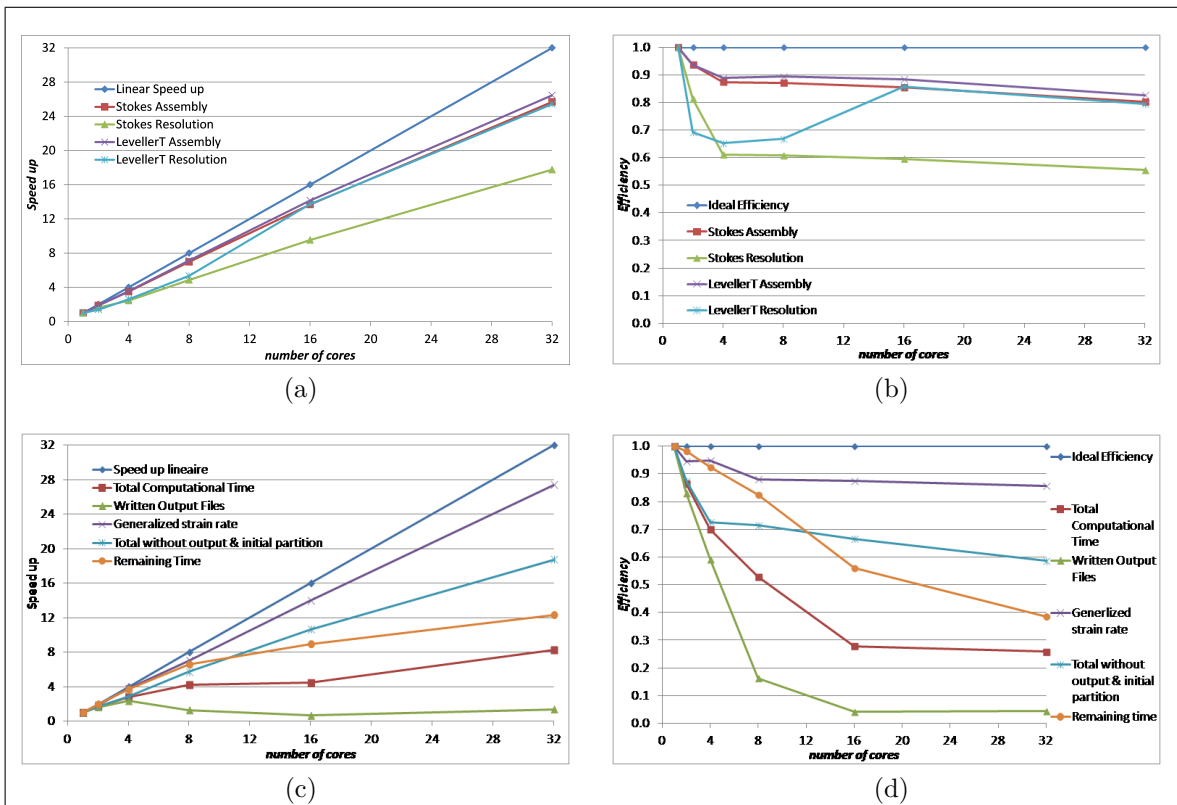 32
28
24
20
16
12
8
4
0
Speed up
Linear Speed up
Stokes Assembly
Stokes Resolution
LevellerT Assembly
LevellerT Resolution
0 4 8 12 16 20 24 28 32
number of cores
(a)
1.0
0.9
0.8
0.7
0.6
0.5
0.4
0.3
0.2
0.1
0.0
Efficiency
Ideal Efficiency
Stokes Assembly
Stokes Resolution
LevellerT Assembly
LevellerT Resolution
0 4 8 12 16 20 24 28 32
number of cores
(b)
32
28
24
20
16
12
8
4
0
Speed up
Speed up lineaire
Total Computational Time
Written Output Files
Generalized strain rate
Total without output & initial partition
Remaining Time
0 4 8 12 16 20 24 28 32
number of cores
(c)
1.0
0.9
0.8
0.7
0.6
0.5
0.4
0.3
0.2
0.1
0.0
Efficiency
Ideal Efficiency
Total
Computational
Time
Written Output
Files
Generlized
strain rate
Total without
output & initial
partition
Remaining time
0 4 8 12 16 20 24 28 32
number of cores
(d)